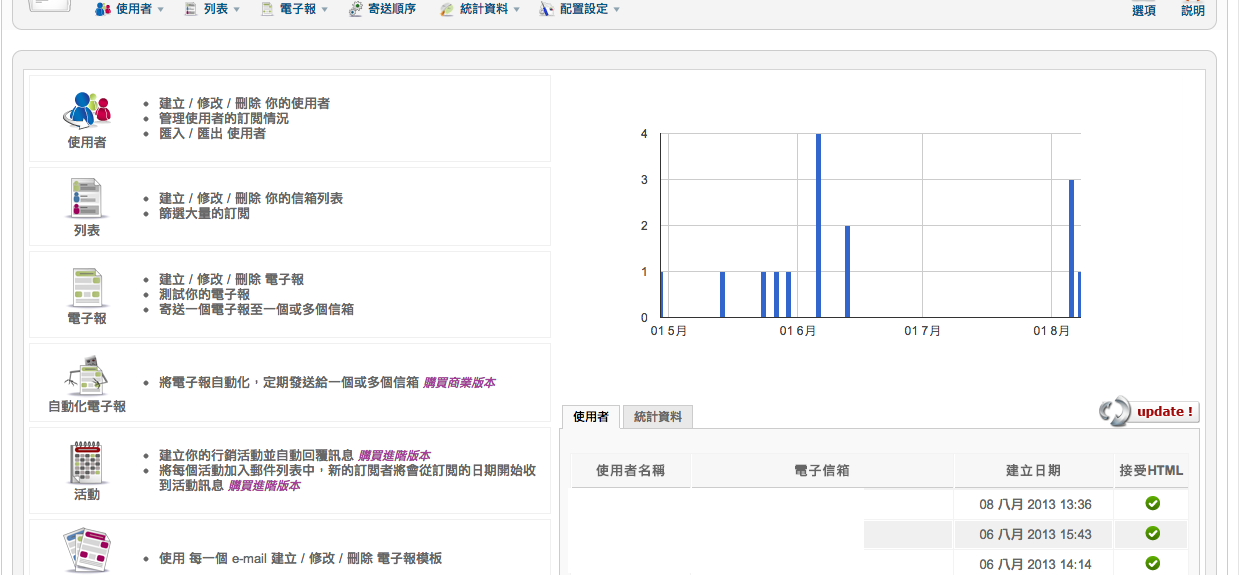 使用者 列表 電子報 寄送順序 統計資料 配置設定 選項 說明
使用者
建立 / 修改 / 刪除 你的使用者
管理使用者的訂閱情況
匯入 / 匯出 使用者
列表
建立 / 修改 / 刪除 你的信箱列表
篩選大量的訂閱
電子報
建立 / 修改 / 刪除 電子報
測試你的電子報
寄送一個電子報至一個或多個信箱
自動化電子報
將電子報自動化，定期發送給一個或多個信箱 購買商業版本
活動
建立你的行銷活動並自動回覆訊息 購買進階版本
將每個活動加入郵件列表中，新的訂閱者將會從訂閱的日期開始收
到活動訊息 購買進階版本
使用 每一個 e-mail 建立 / 修改 / 刪除 電子報模板
4
3
2
1
0
01 5月 01 6月 01 7月 01 8月
update !
使用者 統計資料
使用者名稱 電子信箱 建立日期 接受HTML
08 八月 2013 13:36
06 八月 2013 15:43
06 八月 2013 14:14